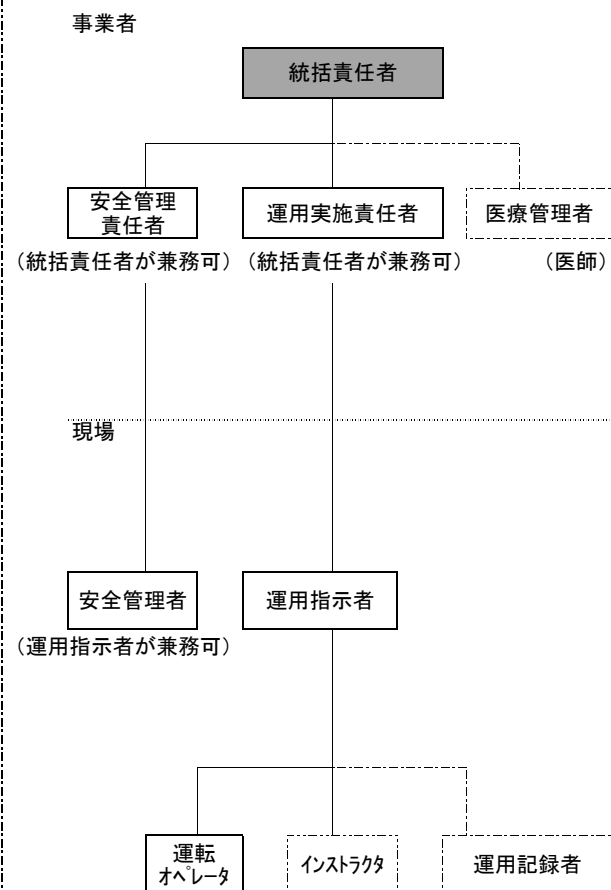 事業者
統括責任者
安全管理
責任者
運用実施責任者
医療管理者
(統括責任者が兼務可)
(統括責任者が兼務可)
(医師)
現場
安全管理者
運用指示者
(運用指示者が兼務可)
運転
オペレータ
インストラクタ
運用記録者